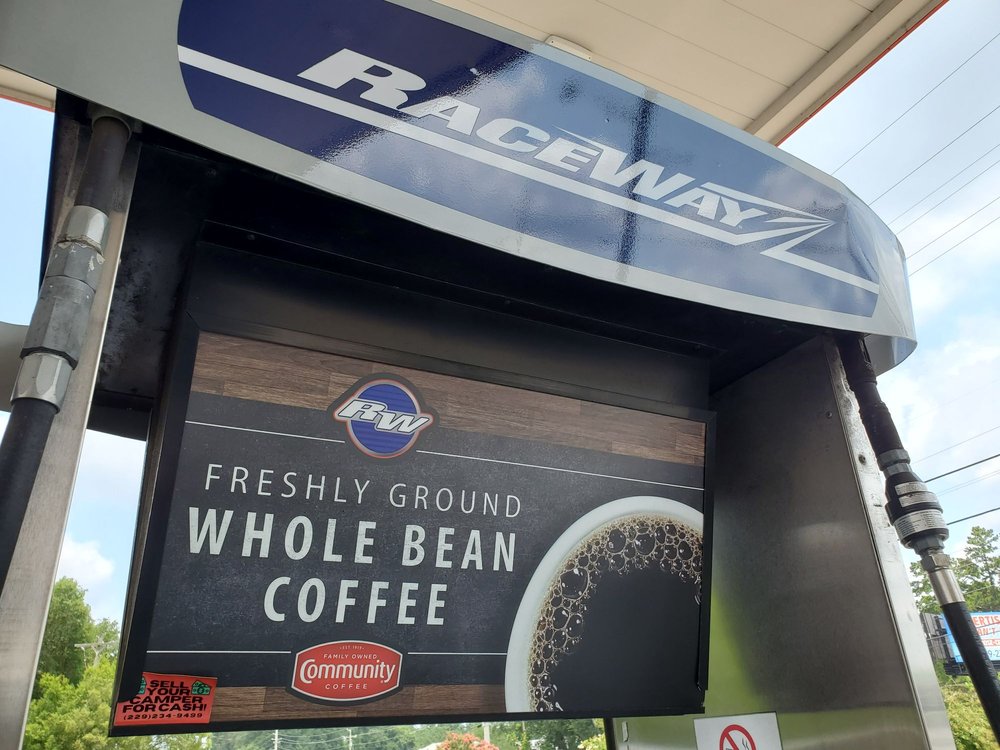 RACEWAY
RW
FRESHLY GROUND
WHOLE BEAN
COFFEE
EST 1919
FAMILY OWNED
Community
COFFEE
SELL
YOUR
CAMPER
FOR CASH!
(229)234-9499